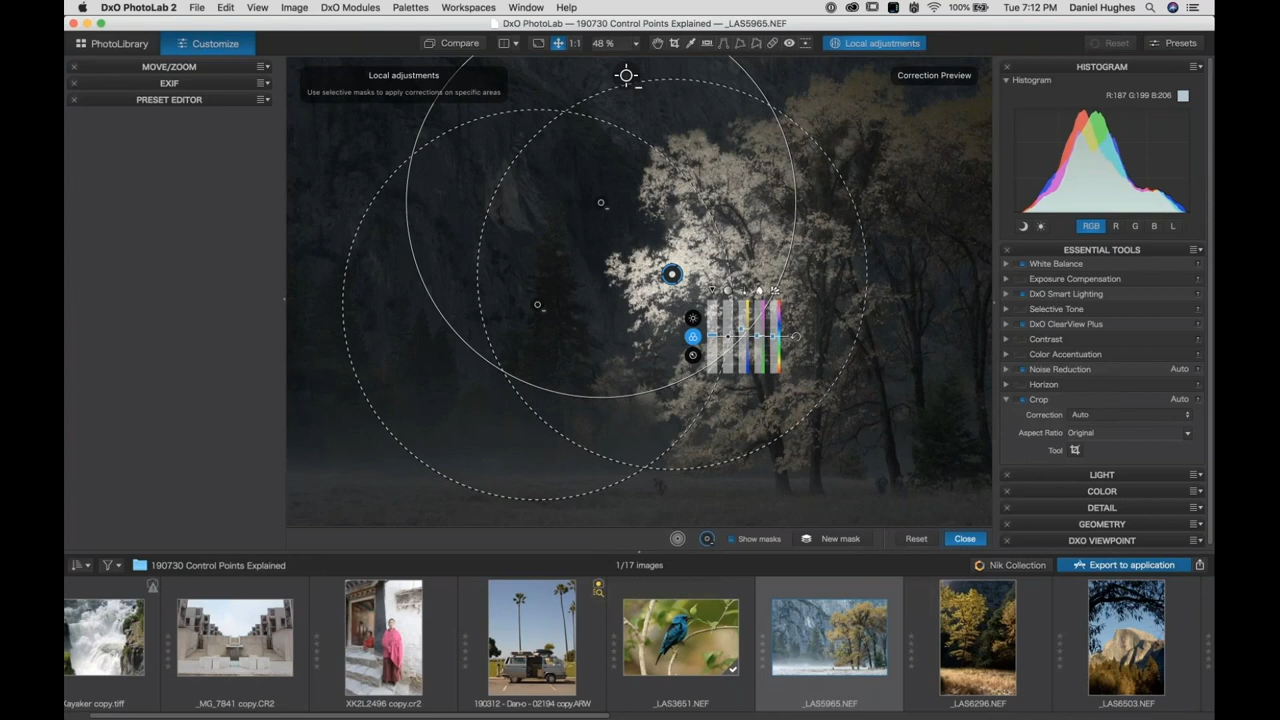 DxO PhotoLab 2 File Edit View Image DxO Modules Palettes Workspaces Window Help 100% Tue 7:12 PM Daniel Hughes
DxO PhotoLab — 190730 Control Points Explained — _LAS5965.NEF
PhotoLibrary Customize Compare 1:1 48 % Local adjustments Reset Presets
MOVE/ZOOM
EXIF
PRESET EDITOR
Local adjustments
Use selective masks to apply corrections on specific areas
Correction Preview
HISTOGRAM
Histogram
R:187 G:199 B:206
RGB R G B L
ESSENTIAL TOOLS
White Balance
Exposure Compensation
DxO Smart Lighting
Selective Tone
DxO ClearView Plus
Contrast
Color Accentuation
Noise Reduction Auto
Horizon
Crop Auto
Correction Auto
Aspect Ratio Original
Tool
LIGHT
COLOR
DETAIL
GEOMETRY
DXO VIEWPOINT
Show masks New mask Reset Close
190730 Control Points Explained 1/17 images Nik Collection Export to application
Kayaker copy.tiff _MG_7841 copy.CR2 XK2L2496 copy.cr2 190312 - Dan-o - 02194 copy.ARW _LAS3651.NEF _LAS5965.NEF _LAS6296.NEF _LAS6503.NEF